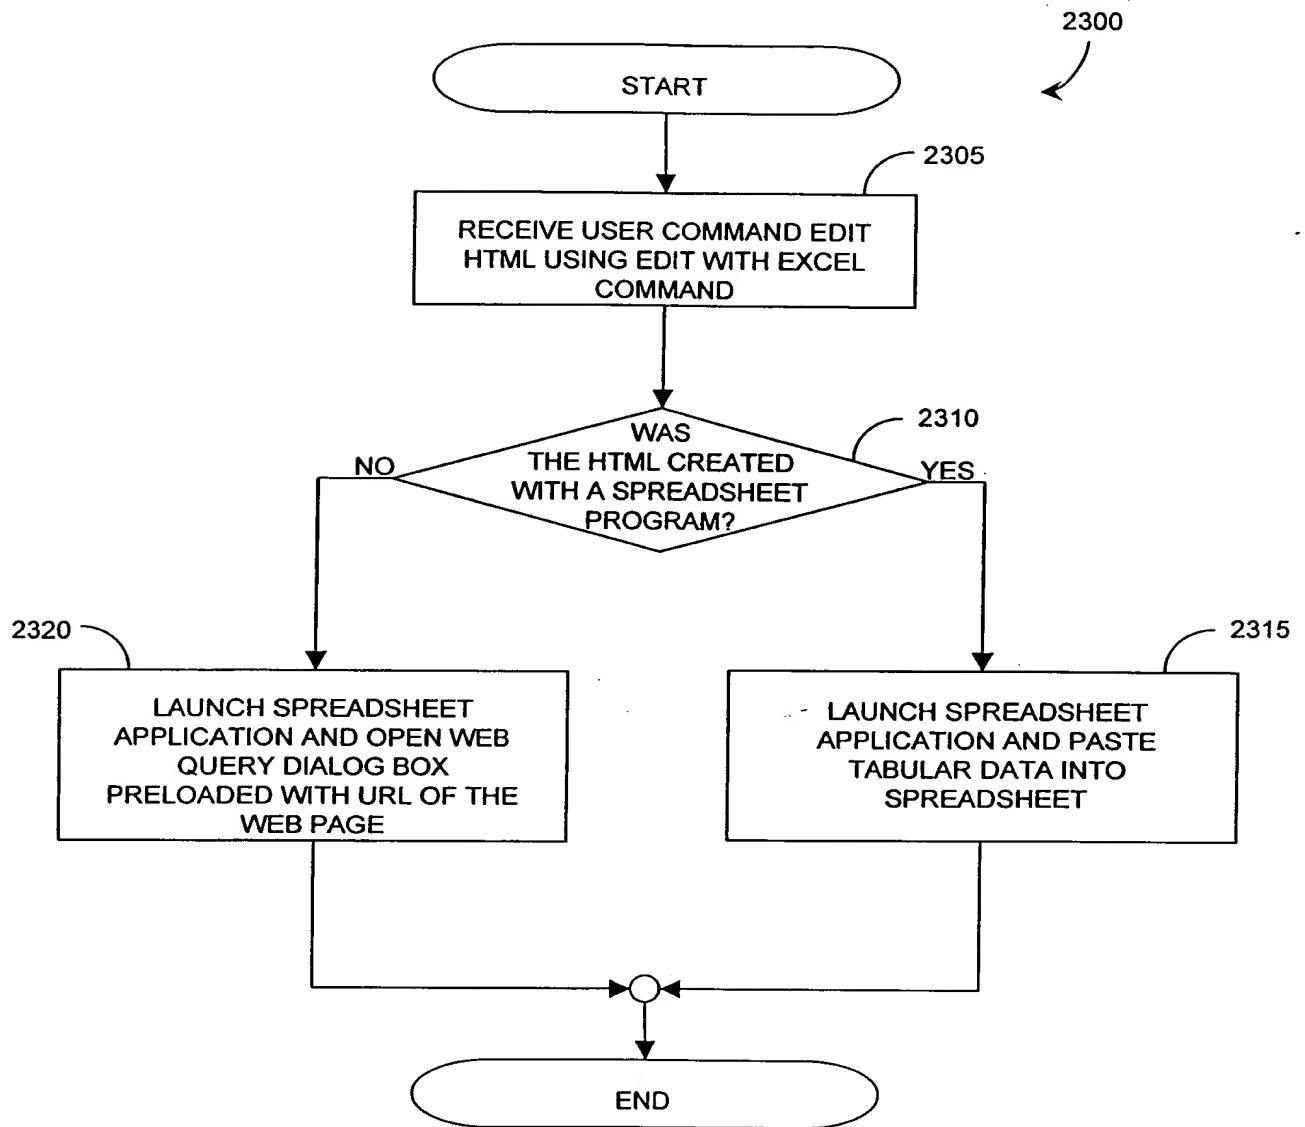 2300
START
2305
RECEIVE USER COMMAND EDIT
HTML USING EDIT WITH EXCEL
COMMAND
2310
WAS
THE HTML CREATED
WITH A SPREADSHEET
PROGRAM?
NO
YES
2320
LAUNCH SPREADSHEET
APPLICATION AND OPEN WEB
QUERY DIALOG BOX
PRELOADED WITH URL OF THE
WEB PAGE
2315
LAUNCH SPREADSHEET
APPLICATION AND PASTE
TABULAR DATA INTO
SPREADSHEET
END